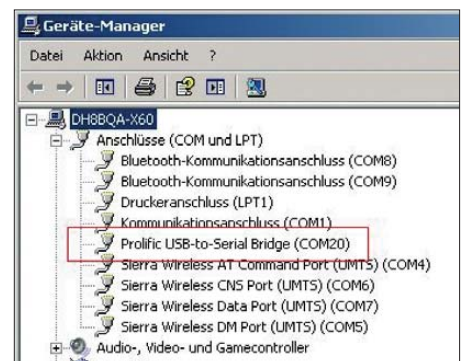 Geräte-Manager
Datei Aktion Ansicht ?
DH8BQA-X60
Anschlüsse (COM und LPT)
Bluetooth-Kommunikationsanschluss (COM8)
Bluetooth-Kommunikationsanschluss (COM9)
Druckeranschluss (LPT1)
Kommunikationsanschluss (COM1)
Prolific USB-to-Serial Bridge (COM20)
Sierra Wireless AT Command Port (UMTS) (COM4)
Sierra Wireless CNS Port (UMTS) (COM6)
Sierra Wireless Data Port (UMTS) (COM7)
Sierra Wireless DM Port (UMTS) (COM5)
Audio-, Video- und Gamecontroller